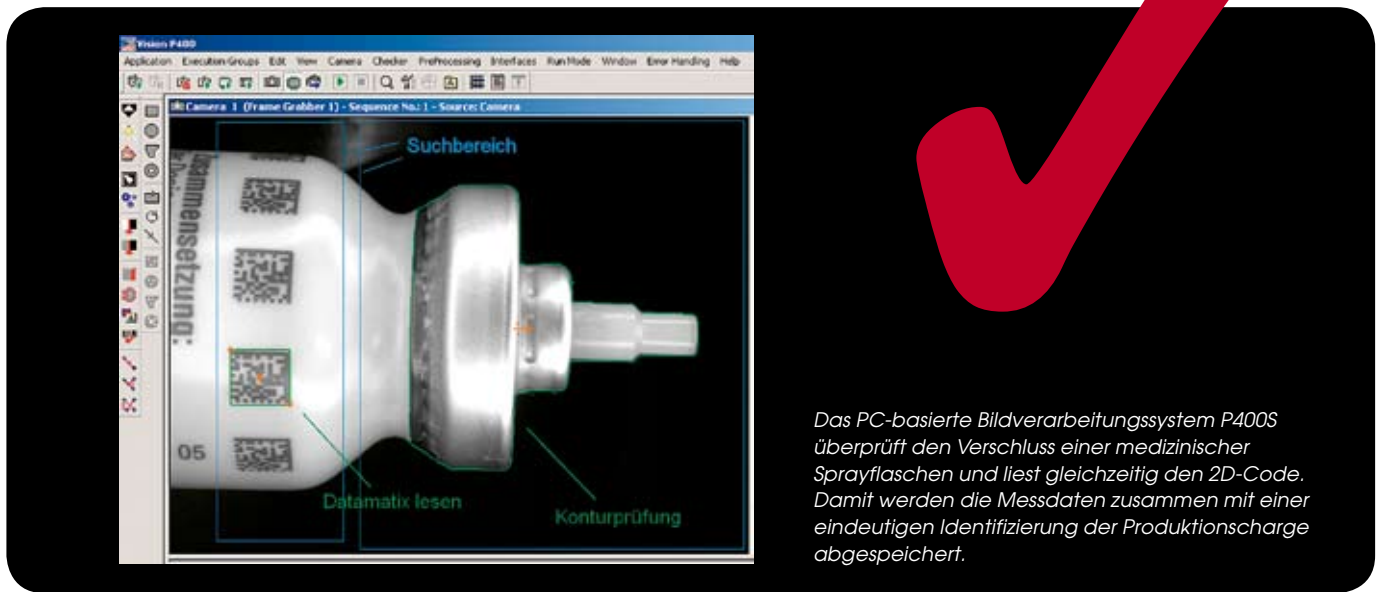 Vision P400
Application Execution-Groups Edit View Camera Checker PreProcessing Interfaces Run Mode Window Error Handling Help
Camera 1 (Frame Grabber 1) - Sequence No.: 1 - Source: Camera
Suchbereich
Zusammensetzung:
05
Datamatix lesen
Konturprüfung
Das PC-basierte Bildverarbeitungssystem P400S
überprüft den Verschluss einer medizinischer
Sprayflaschen und liest gleichzeitig den 2D-Code.
Damit werden die Messdaten zusammen mit einer
eindeutigen Identifizierung der Produktionscharge
abgespeichert.